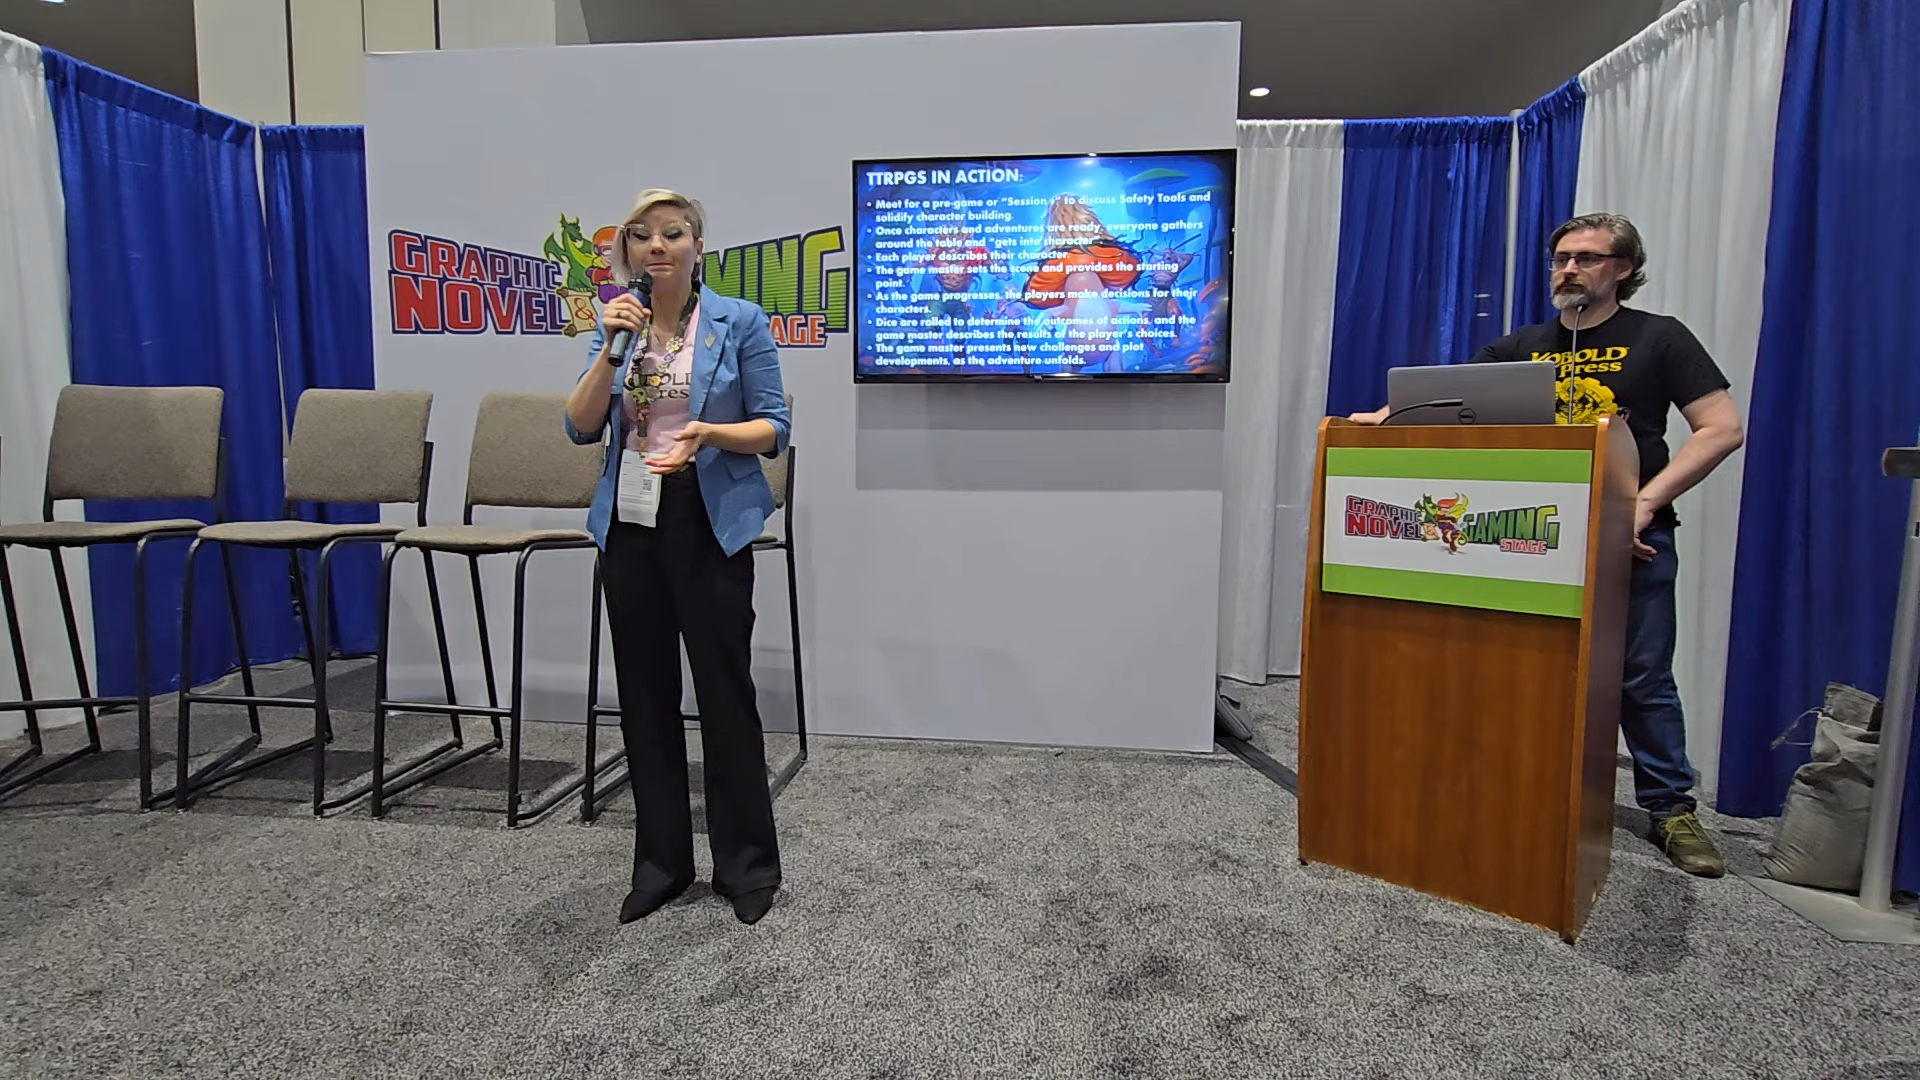 GRAPHIC
NOVEL
&
GAMING
STAGE
TTRPGS IN ACTION:
• Meet for a pre-game or "Session 0" to discuss Safety Tools and
solidify character building.
• Once characters and adventures are ready, everyone gathers
around the table and "gets into character
• Each player describes their character.
• The game master sets the scene and provides the starting
point.
• As the game progresses, the players make decisions for their
characters.
• Dice are rolled to determine the outcomes of actions, and the
game master describes the results of the player's choices.
• The game master presents new challenges and plot
developments, as the adventure unfolds.
KOBOLD
Press
GRAPHIC
NOVEL
GAMING
STAGE